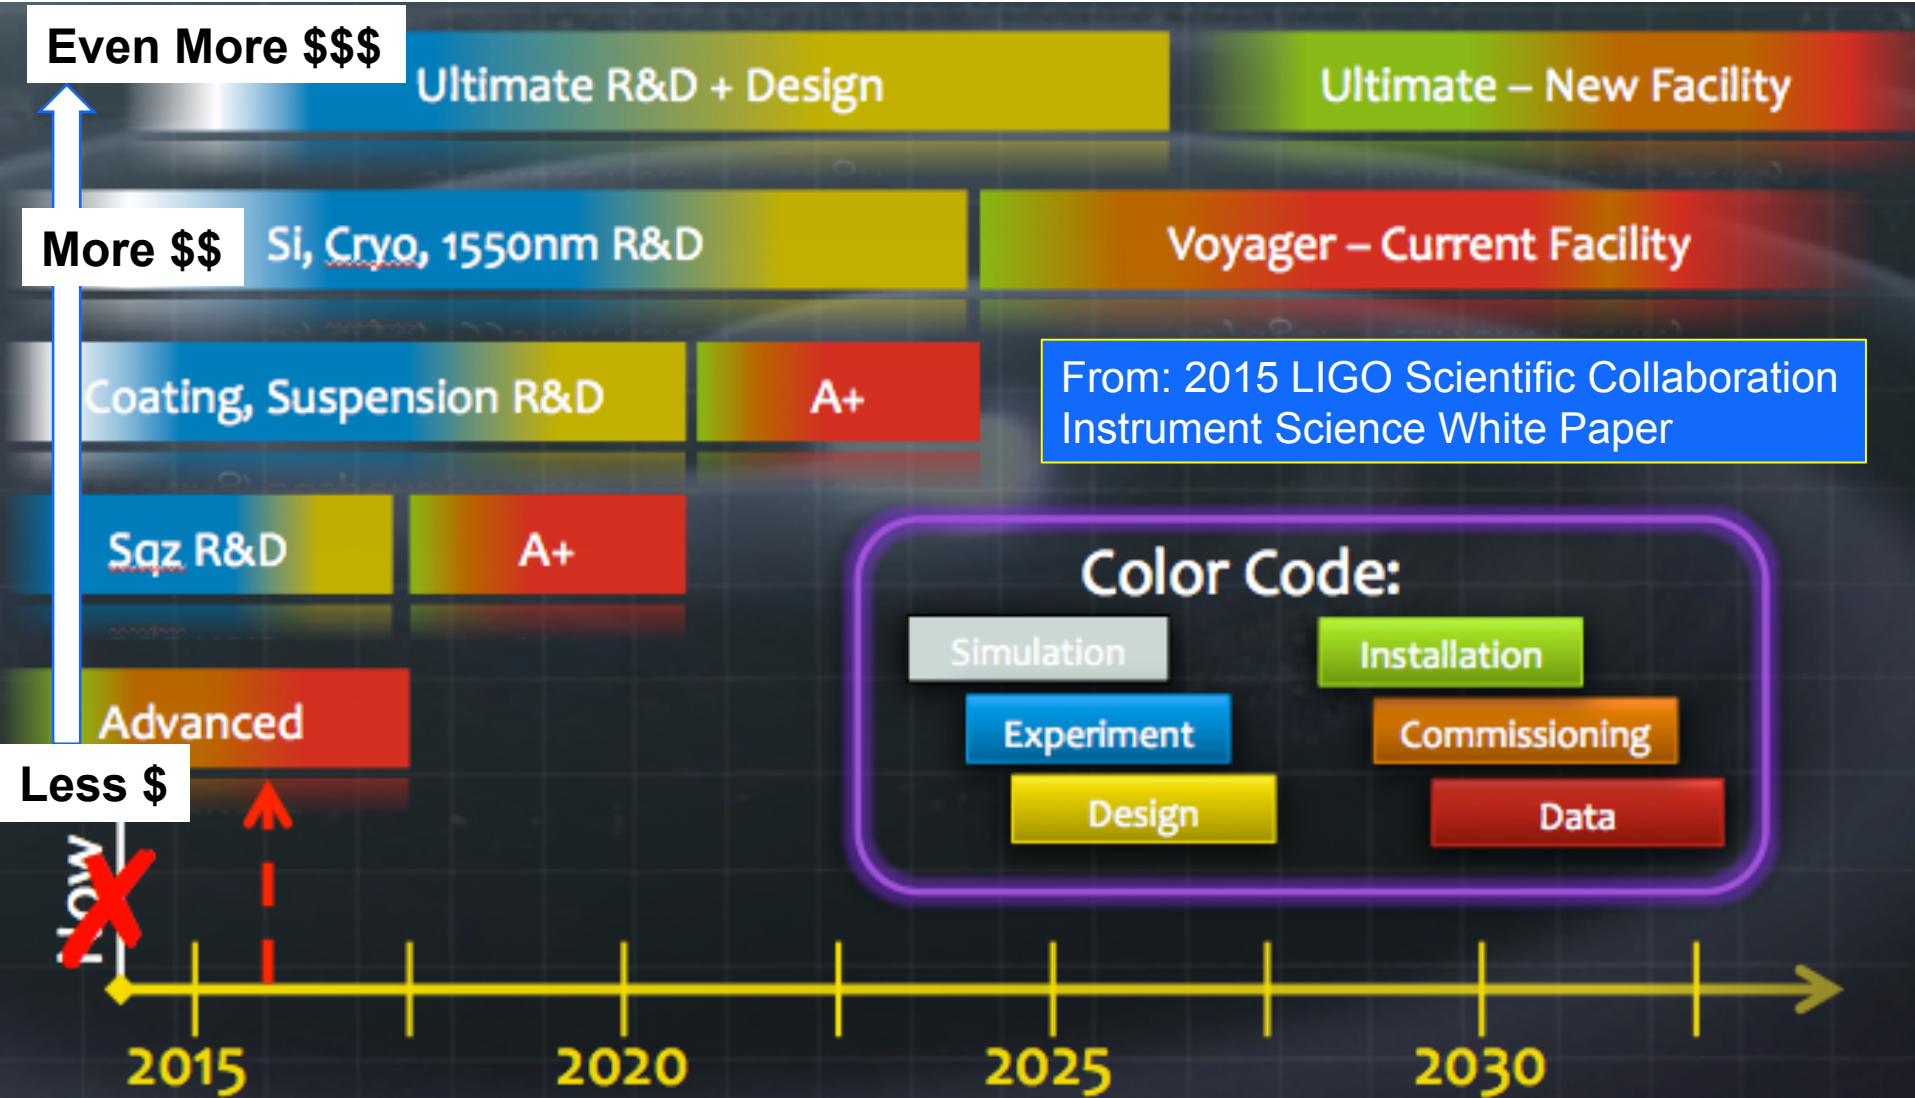 Even More $$$
Ultimate R&D + Design
Ultimate – New Facility
More $$
Si, Cryo, 1550nm R&D
Voyager – Current Facility
Coating, Suspension R&D
A+
From: 2015 LIGO Scientific Collaboration
Instrument Science White Paper
Sqz R&D
A+
Color Code:
Simulation
Installation
Experiment
Commissioning
Design
Data
Advanced
Less $
Now
2015
2020
2025
2030